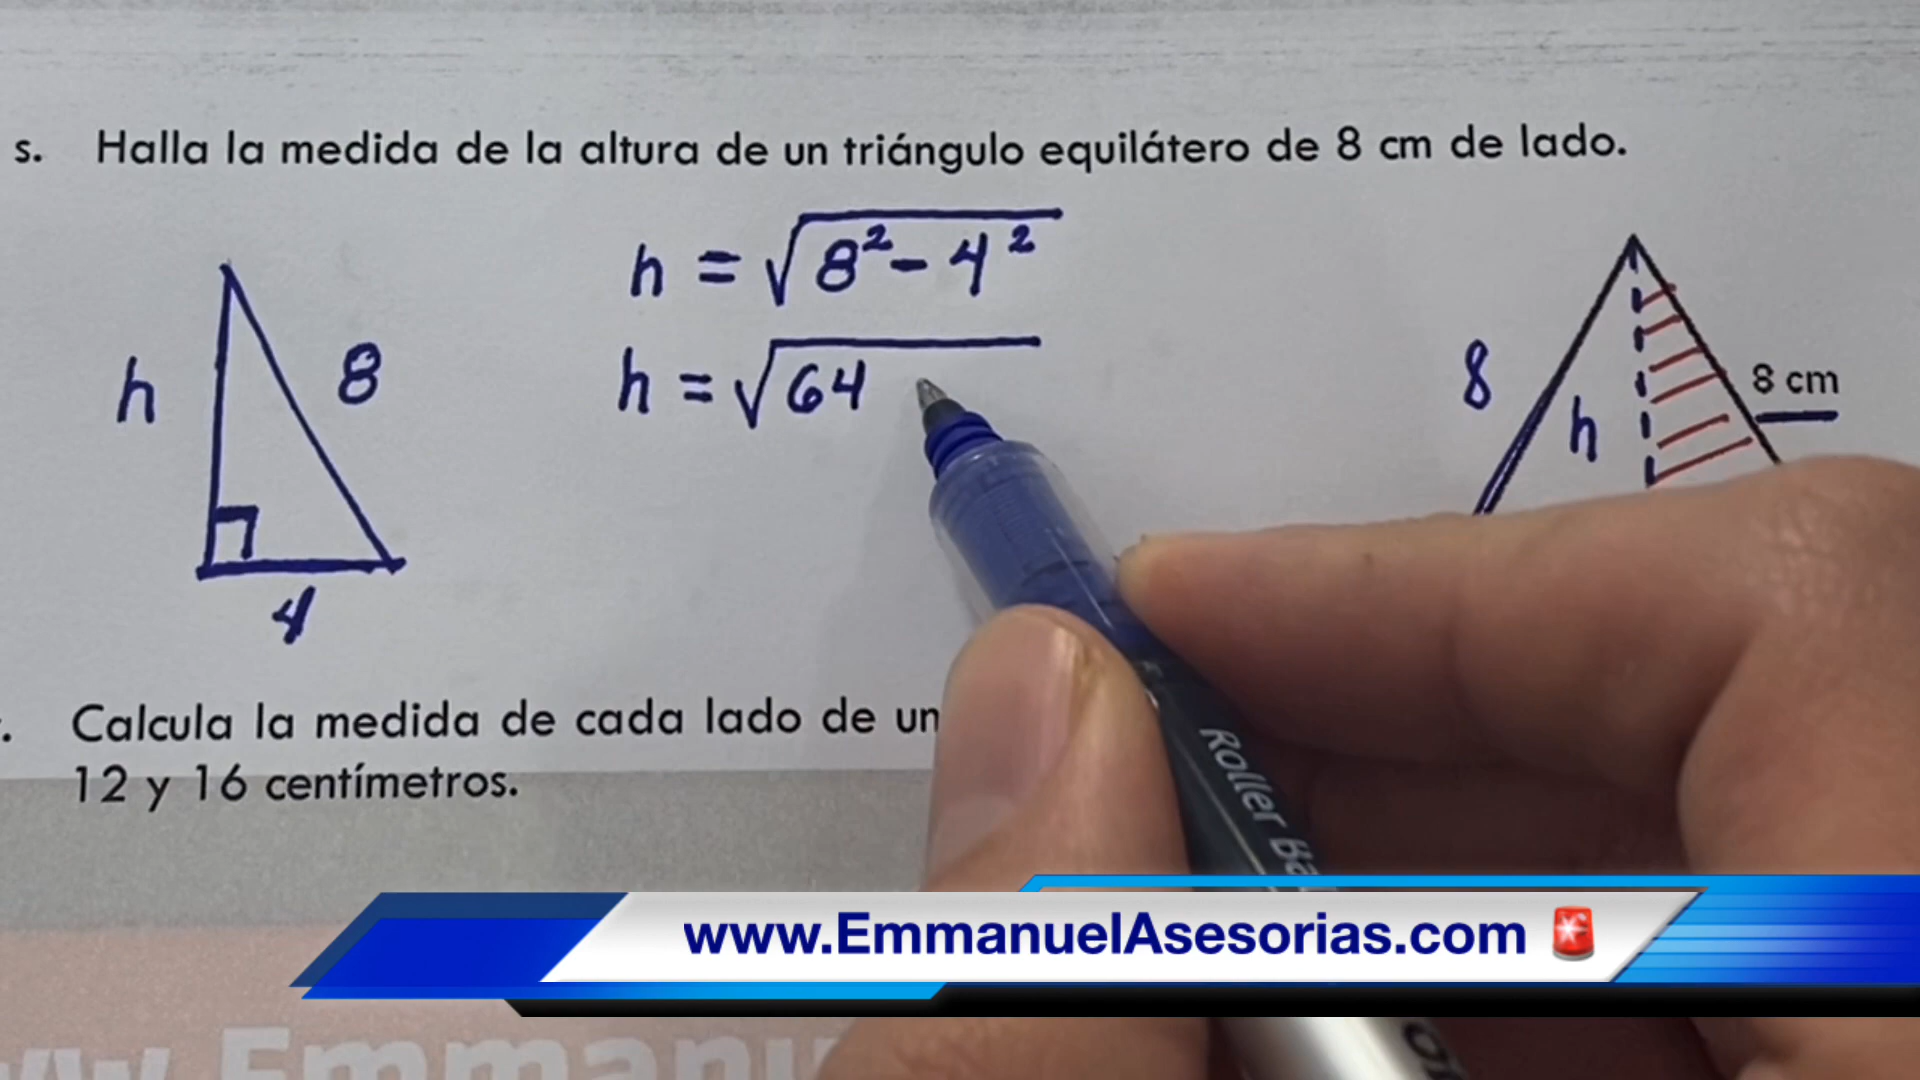 s. Halla la medida de la altura de un triángulo equilátero de 8 cm de lado.
h = √8² - 4²
h = √64
h
8
4
8
h
8 cm
Calcula la medida de cada lado de un
12 y 16 centímetros.
Roller
www.EmmanuelAsesorias.com